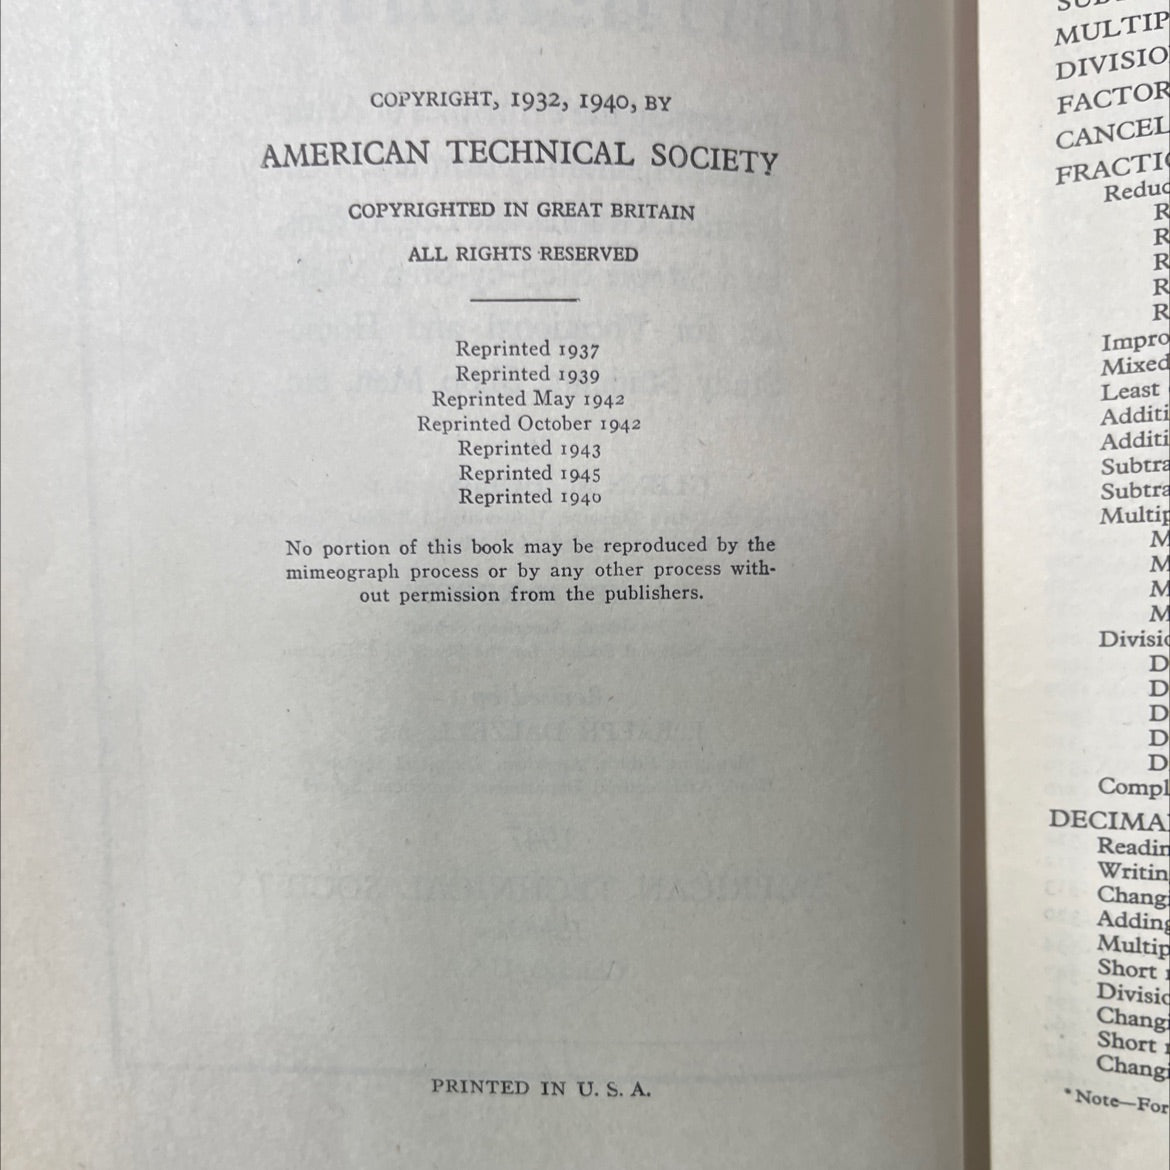 COPYRIGHT, 1932, 1940, BY
AMERICAN TECHNICAL SOCIETY
COPYRIGHTED IN GREAT BRITAIN
ALL RIGHTS RESERVED
Reprinted 1937
Reprinted 1939
Reprinted May 1942
Reprinted October 1942
Reprinted 1943
Reprinted 1945
Reprinted 1940
No portion of this book may be reproduced by the
mimeograph process or by any other process with-
out permission from the publishers.
PRINTED IN U. S. A.
MULTIP
DIVISIO
FACTOR
CANCEL
FRACTIO
Reduc
R
R
R
R
R
Impro
Mixed
Least
Additi
Additi
Subtra
Subtra
Multip
M
M
M
M
Divisio
D
D
D
D
D
Compl
DECIMA
Readin
Writin
Changi
Adding
Multip
Short
Divisio
Changi
Short
Changi
*Note—For